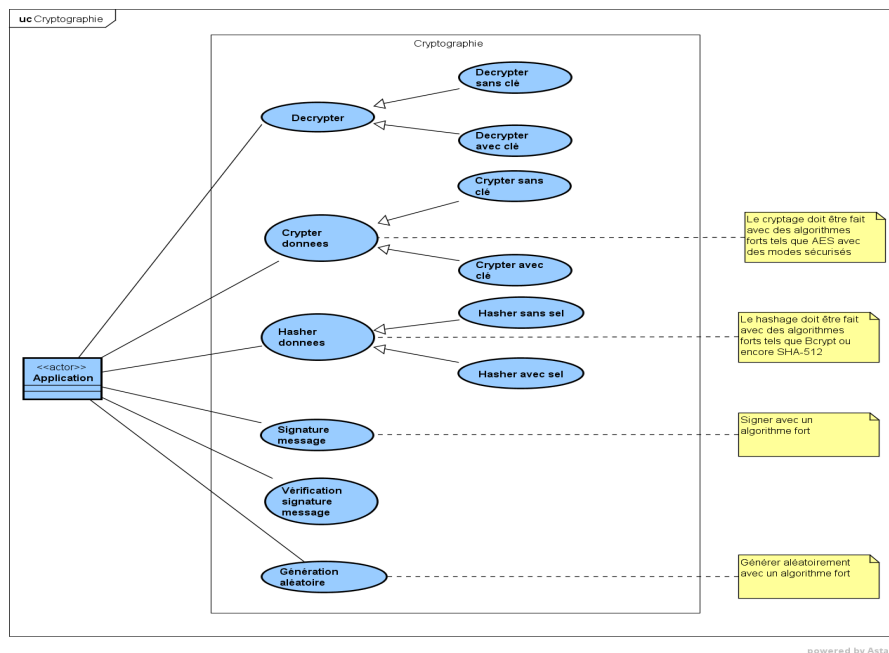 uc Cryptographie
Cryptographie
Decrypter
sans clé
Decrypter
Decrypter
avec clé
Crypter sans
clé
Crypter
donnees
Le cryptage doit être fait
avec des algorithmes
forts tels que AES avec
des modes sécurisés
Crypter avec
clé
Hasher sans sel
Hasher
donnees
Le hashage doit être fait
avec des algorithmes
forts tels que Bcrypt ou
encore SHA-512
Hasher avec sel
<<actor>>
Application
Signature
message
Signer avec un
algorithme fort
Vérification
signature
message
Génération
aléatoire
Générer aléatoirement
avec un algorithme fort
powered by Asta